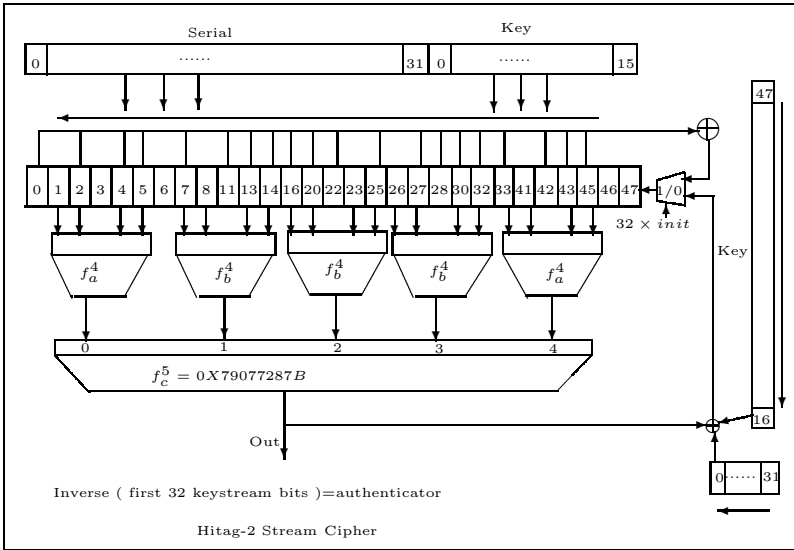 Serial Key
0 ...... 31 0 ...... 15
47
0 1 2 3 4 5 6 7 8 11 13 14 16 20 22 23 25 26 27 28 30 32 33 41 42 43 45 46 47 1/0
32 × init
Key
f_a^4 f_b^4 f_b^4 f_b^4 f_a^4
0 1 2 3 4
f_c^5 = 0X79077287B
16
Out
0 ...... 31
Inverse ( first 32 keystream bits )=authenticator
Hitag-2 Stream Cipher